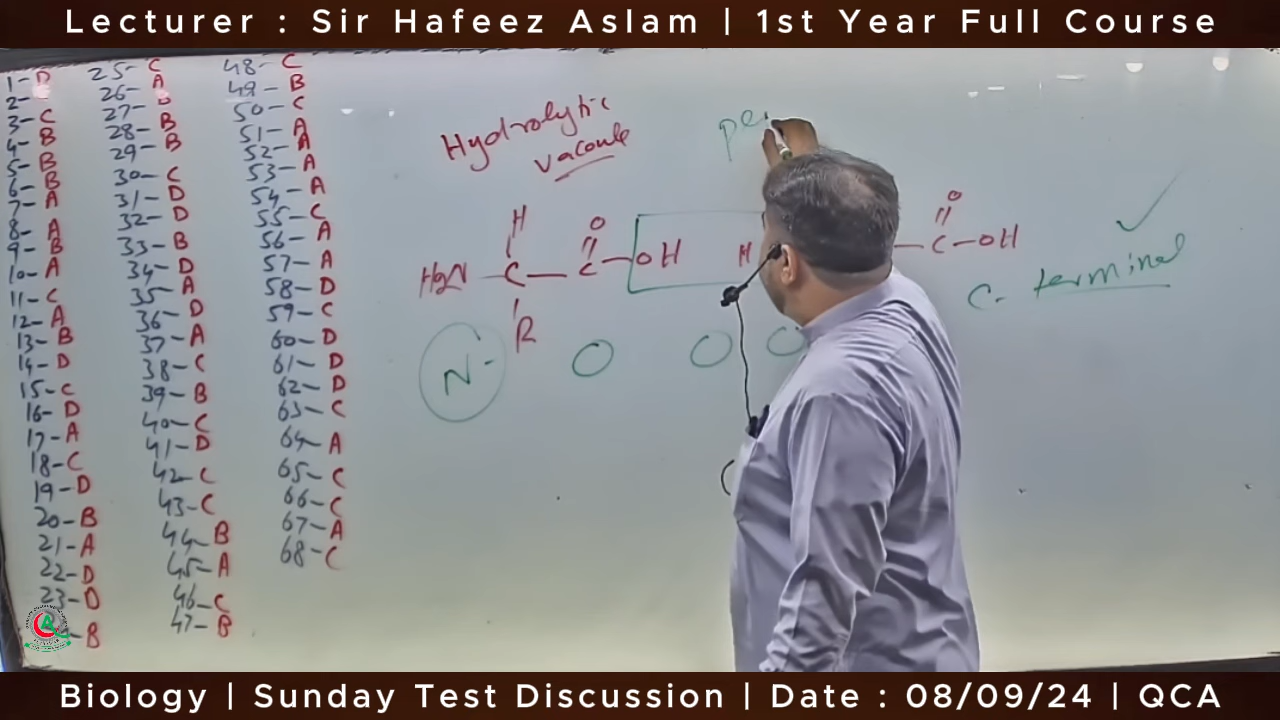 Lecturer : Sir Hafeez Aslam | 1st Year Full Course
1-D
2-
3-C
4-B
5-B
6-B
7-A
8-A
9-B
10-A
11-C
12-A
13-B
14-D
15-C
16-D
17-A
18-C
19-D
20-B
21-A
22-D
23-D
-B
25-C
26-A
27-
28-B
29-B
30-C
31-D
32-D
33-B
34-D
35-A
36-D
37-A
38-C
39-B
40-C
41-D
42-C
43-C
44-B
45-A
46-C
47-B
48-C
49-B
50-C
51-A
52-A
53-A
54-A
55-C
56-A
57-A
58-D
59-C
60-D
61-D
62-D
63-C
64-A
65-C
66-C
67-A
68-C
Hydrolytic
vacoule
pe
H O O
H2N - C - C - OH H - C - OH
R
N-
C- terminal
Biology | Sunday Test Discussion | Date : 08/09/24 | QCA